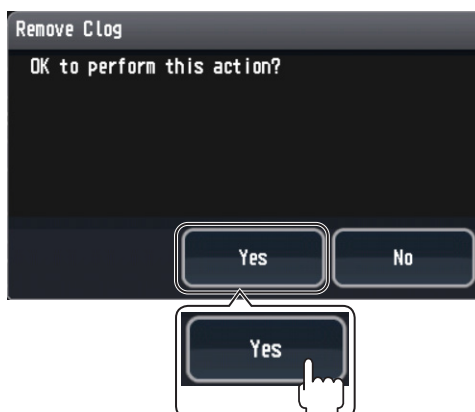 Remove Clog
OK to perform this action?
Yes No
Yes